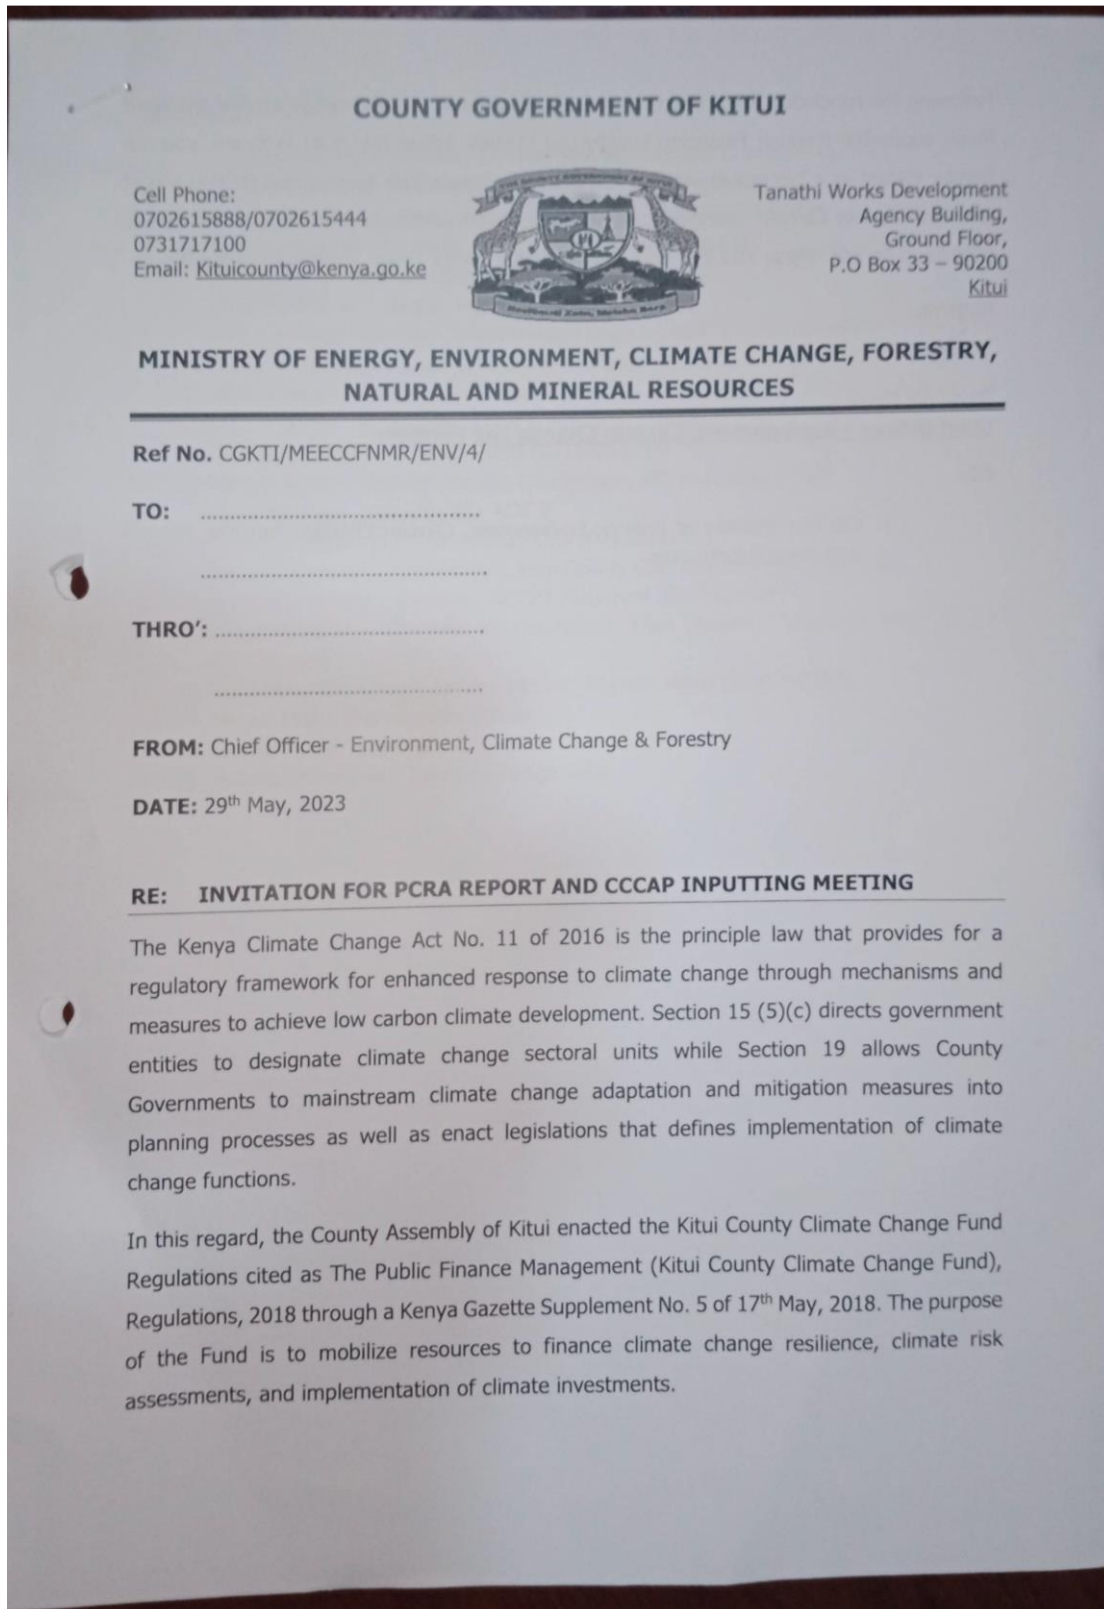 COUNTY GOVERNMENT OF KITUI
Cell Phone:
0702615888/0702615444
0731717100
Email: Kituicounty@kenya.go.ke
Tanathi Works Development
Agency Building,
Ground Floor,
P.O Box 33 – 90200
Kitui
MINISTRY OF ENERGY, ENVIRONMENT, CLIMATE CHANGE, FORESTRY,
NATURAL AND MINERAL RESOURCES
Ref No. CGKTI/MEECCFNMR/ENV/4/
TO: ................................................
.................................................
THRO’: ..............................................
..............................................
FROM: Chief Officer - Environment, Climate Change & Forestry
DATE: 29th May, 2023
RE: INVITATION FOR PCRA REPORT AND CCCAP INPUTTING MEETING
The Kenya Climate Change Act No. 11 of 2016 is the principle law that provides for a
regulatory framework for enhanced response to climate change through mechanisms and
measures to achieve low carbon climate development. Section 15 (5)(c) directs government
entities to designate climate change sectoral units while Section 19 allows County
Governments to mainstream climate change adaptation and mitigation measures into
planning processes as well as enact legislations that defines implementation of climate
change functions.
In this regard, the County Assembly of Kitui enacted the Kitui County Climate Change Fund
Regulations cited as The Public Finance Management (Kitui County Climate Change Fund),
Regulations, 2018 through a Kenya Gazette Supplement No. 5 of 17th May, 2018. The purpose
of the Fund is to mobilize resources to finance climate change resilience, climate risk
assessments, and implementation of climate investments.